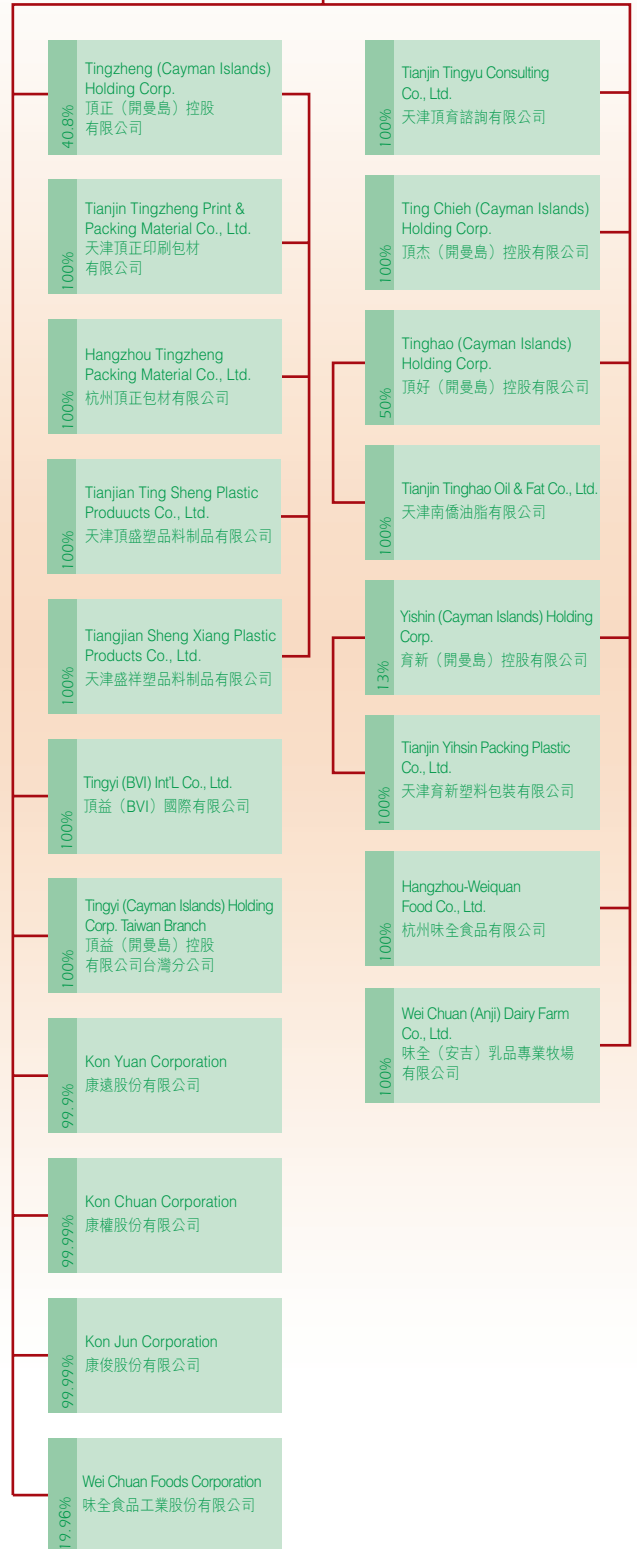 40.8%
Tingzheng (Cayman Islands)
Holding Corp.
頂正（開曼島）控股
有限公司
100%
Tianjin Tingzheng Print &
Packing Material Co., Ltd.
天津頂正印刷包材
有限公司
100%
Hangzhou Tingzheng
Packing Material Co., Ltd.
杭州頂正包材有限公司
100%
Tianjian Ting Sheng Plastic
Produucts Co., Ltd.
天津頂盛塑品料制品有限公司
100%
Tiangjian Sheng Xiang Plastic
Products Co., Ltd.
天津盛祥塑品料制品有限公司
100%
Tingyi (BVI) Int'L Co., Ltd.
頂益（BVI）國際有限公司
100%
Tingyi (Cayman Islands) Holding
Corp. Taiwan Branch
頂益（開曼島）控股
有限公司台灣分公司
99.9%
Kon Yuan Corporation
康遠股份有限公司
99.99%
Kon Chuan Corporation
康權股份有限公司
99.99%
Kon Jun Corporation
康俊股份有限公司
19.96%
Wei Chuan Foods Corporation
味全食品工業股份有限公司
100%
Tianjin Tingyu Consulting
Co., Ltd.
天津頂育諮詢有限公司
100%
Ting Chieh (Cayman Islands)
Holding Corp.
頂杰（開曼島）控股有限公司
50%
Tinghao (Cayman Islands)
Holding Corp.
頂好（開曼島）控股有限公司
100%
Tianjin Tinghao Oil & Fat Co., Ltd.
天津南僑油脂有限公司
13%
Yishin (Cayman Islands) Holding
Corp.
育新（開曼島）控股有限公司
100%
Tianjin Yihsin Packing Plastic
Co., Ltd.
天津育新塑料包裝有限公司
100%
Hangzhou-Weiquan
Food Co., Ltd.
杭州味全食品有限公司
100%
Wei Chuan (Anji) Dairy Farm
Co., Ltd.
味全（安吉）乳品專業牧場
有限公司